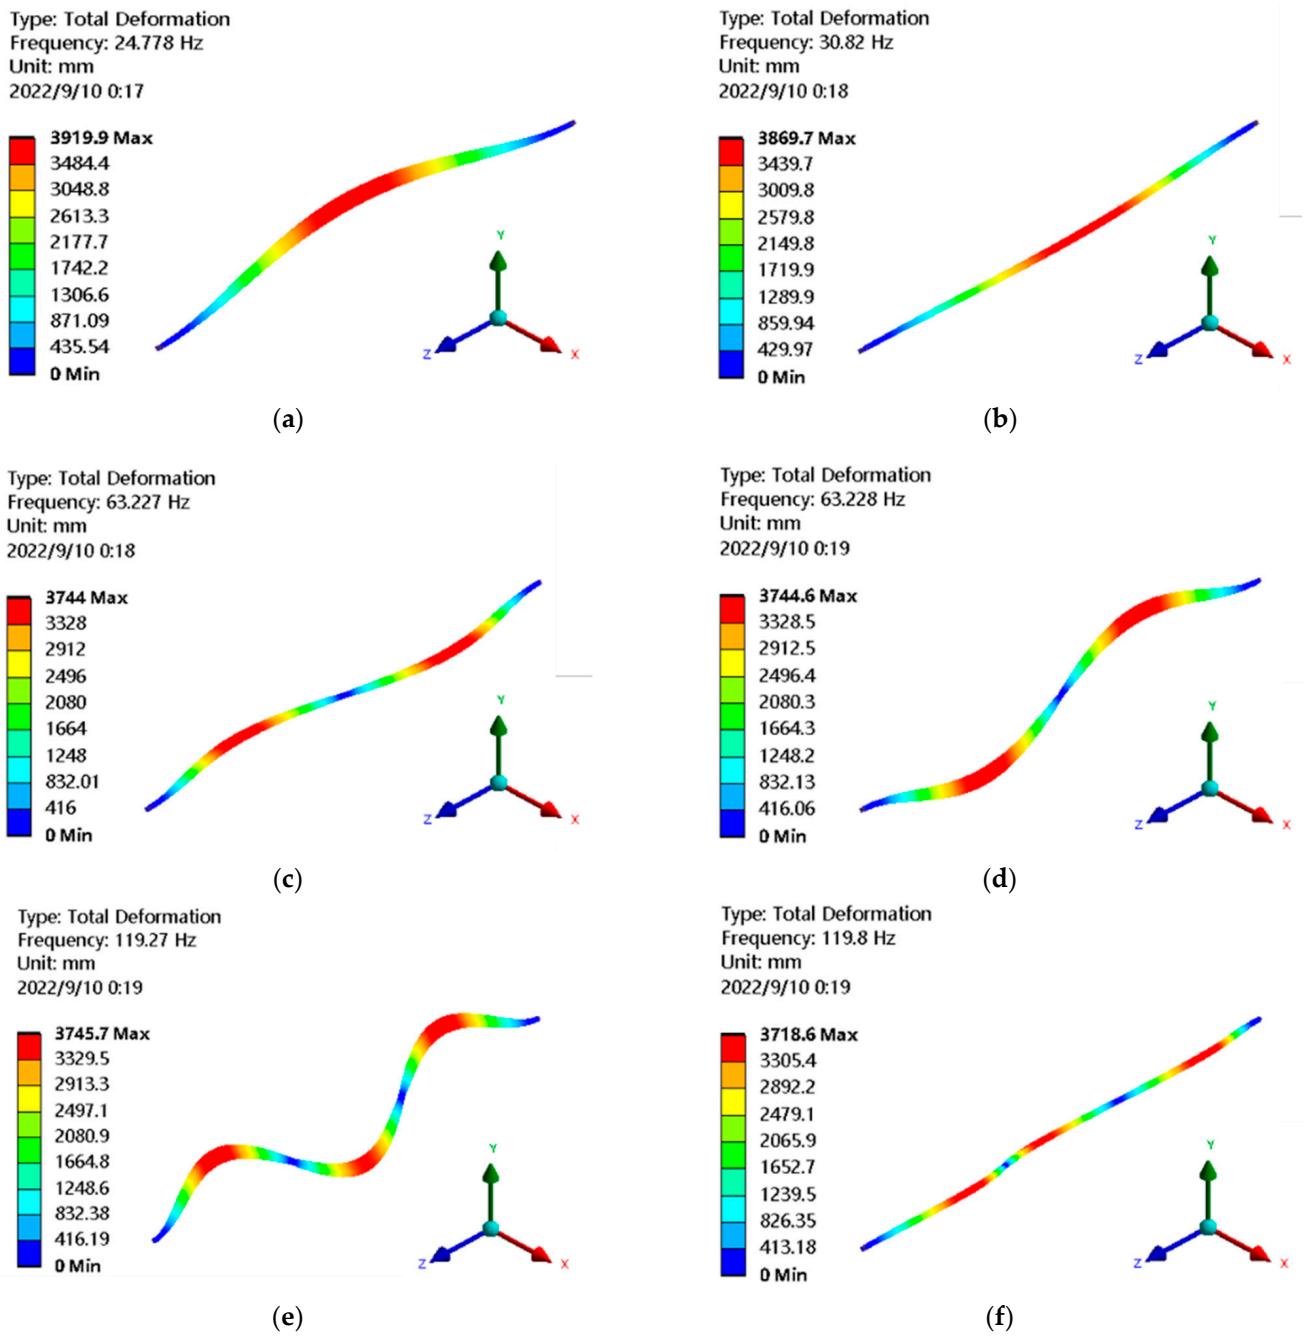 Type: Total Deformation
Frequency: 24.778 Hz
Unit: mm
2022/9/10 0:17
3919.9 Max
3484.4
3048.8
2613.3
2177.7
1742.2
1306.6
871.09
435.54
0 Min
Y
Z
X
(a)
Type: Total Deformation
Frequency: 30.82 Hz
Unit: mm
2022/9/10 0:18
3869.7 Max
3439.7
3009.8
2579.8
2149.8
1719.9
1289.9
859.94
429.97
0 Min
Y
Z
X
(b)
Type: Total Deformation
Frequency: 63.227 Hz
Unit: mm
2022/9/10 0:18
3744 Max
3328
2912
2496
2080
1664
1248
832.01
416
0 Min
Y
Z
X
(c)
Type: Total Deformation
Frequency: 63.228 Hz
Unit: mm
2022/9/10 0:19
3744.6 Max
3328.5
2912.5
2496.4
2080.3
1664.3
1248.2
832.13
416.06
0 Min
Y
Z
X
(d)
Type: Total Deformation
Frequency: 119.27 Hz
Unit: mm
2022/9/10 0:19
3745.7 Max
3329.5
2913.3
2497.1
2080.9
1664.8
1248.6
832.38
416.19
0 Min
Y
Z
X
(e)
Type: Total Deformation
Frequency: 119.8 Hz
Unit: mm
2022/9/10 0:19
3718.6 Max
3305.4
2892.2
2479.1
2065.9
1652.7
1239.5
826.35
413.18
0 Min
Y
Z
X
(f)